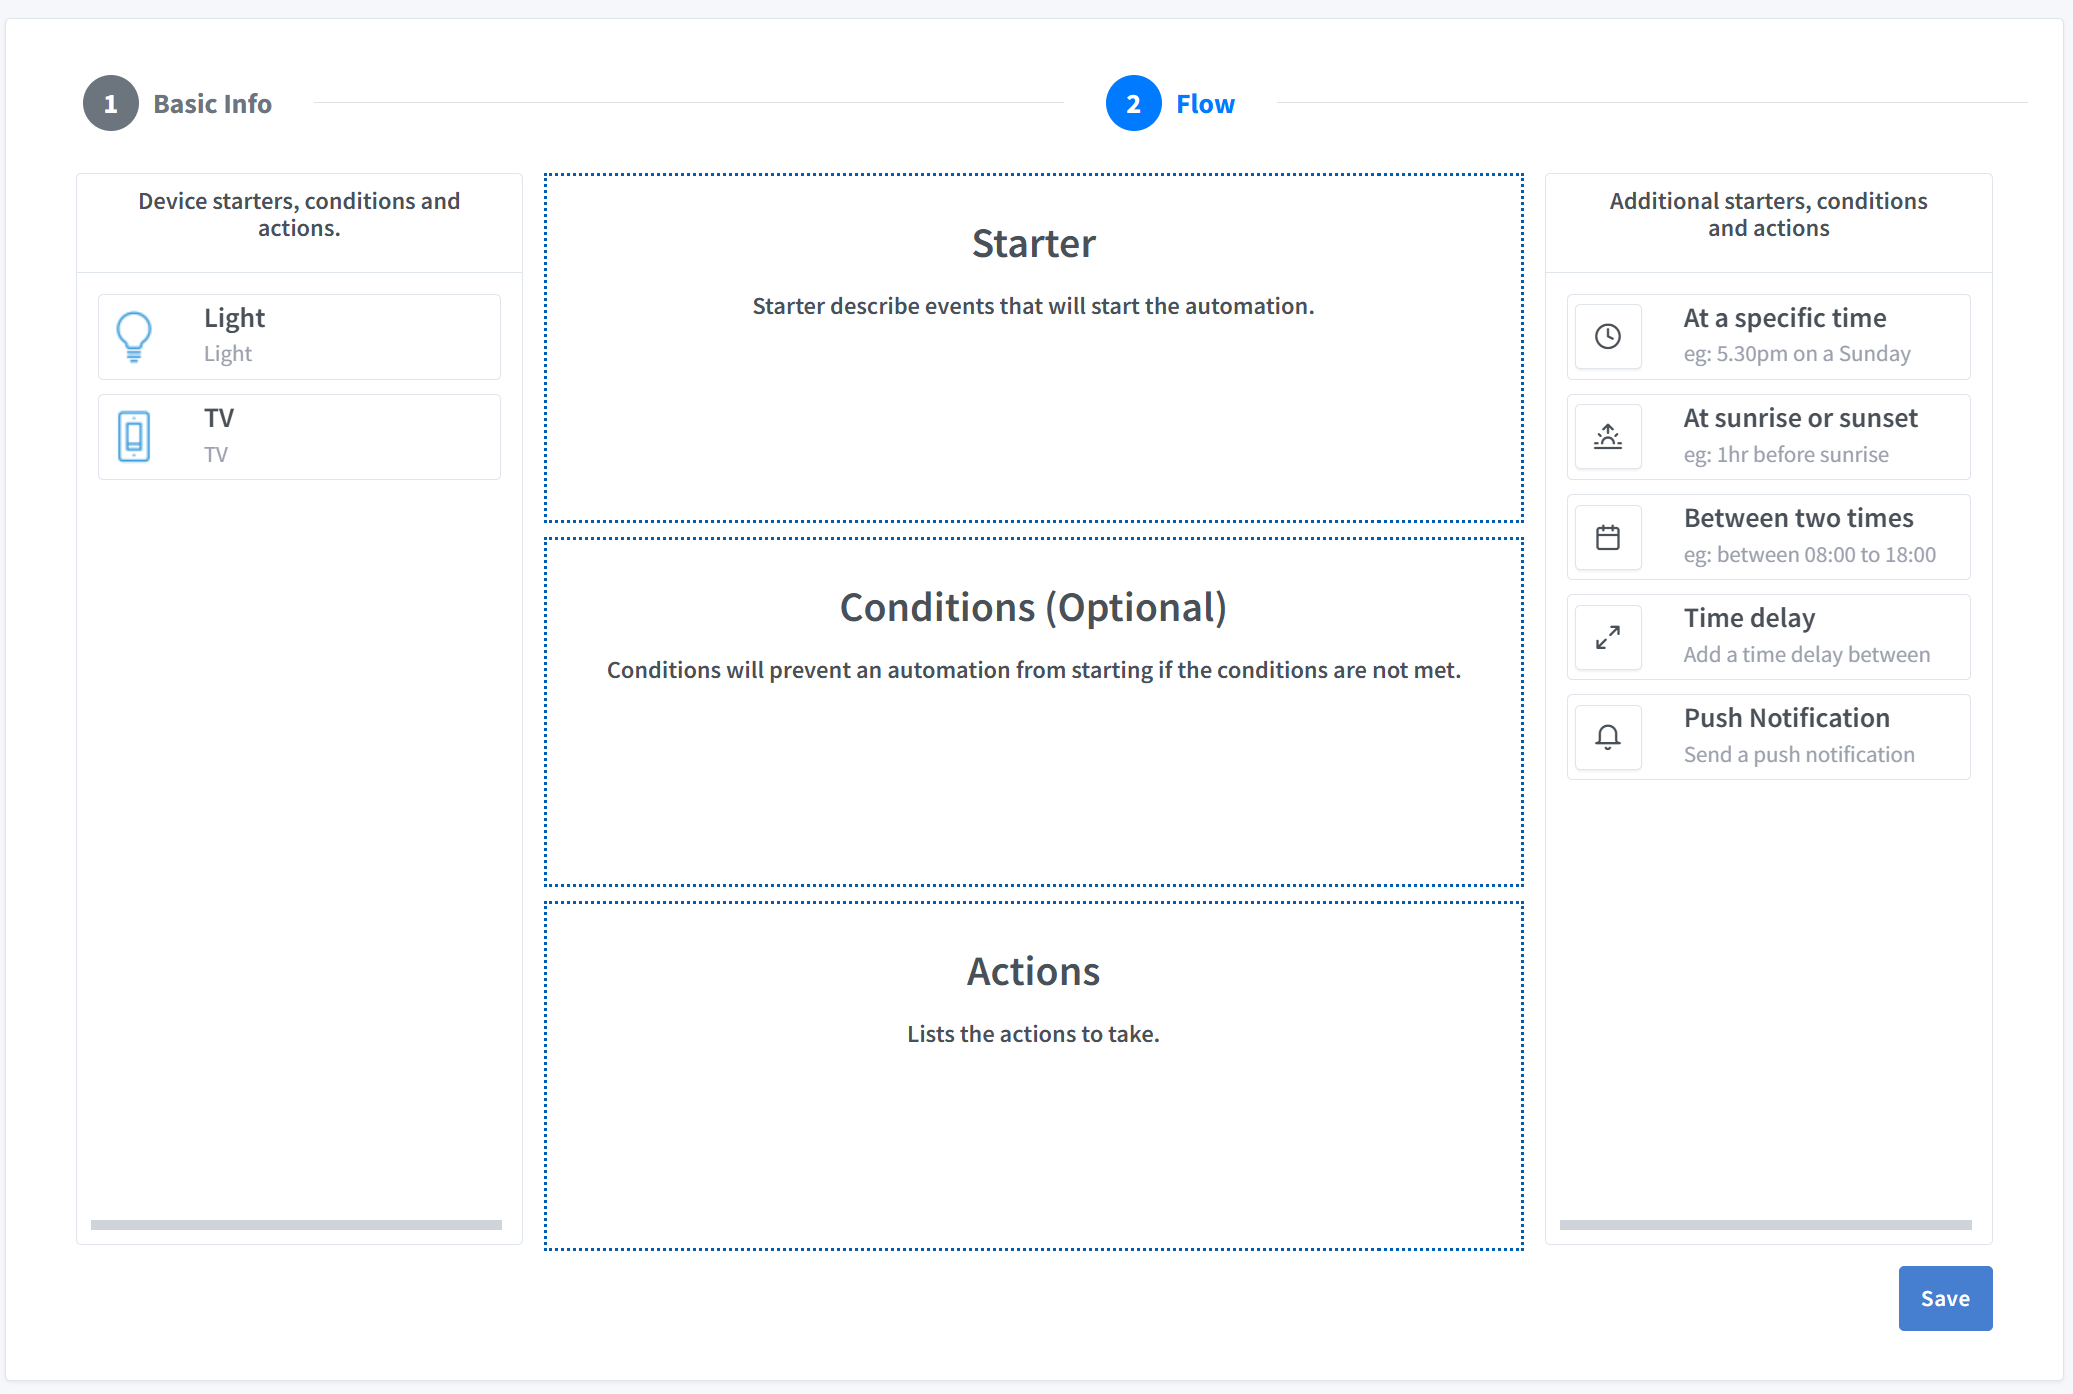 1 Basic Info
2 Flow
Device starters, conditions and
actions.
Light
Light
TV
TV
Starter
Starter describe events that will start the automation.
Conditions (Optional)
Conditions will prevent an automation from starting if the conditions are not met.
Actions
Lists the actions to take.
Additional starters, conditions
and actions
At a specific time
eg: 5.30pm on a Sunday
At sunrise or sunset
eg: 1hr before sunrise
Between two times
eg: between 08:00 to 18:00
Time delay
Add a time delay between
Push Notification
Send a push notification
Save